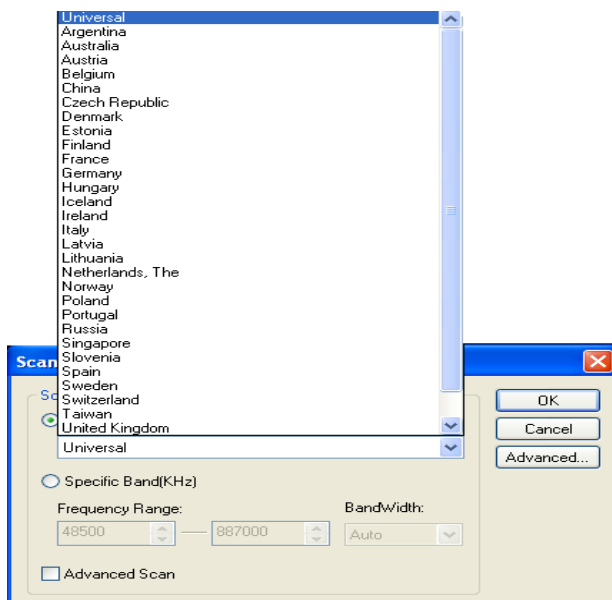 Universal
Argentina
Australia
Austria
Belgium
China
Czech Republic
Denmark
Estonia
Finland
France
Germany
Hungary
Iceland
Ireland
Italy
Latvia
Lithuania
Netherlands, The
Norway
Poland
Portugal
Russia
Singapore
Slovenia
Spain
Sweden
Switzerland
Taiwan
United Kingdom
Scan
Universal
OK
Cancel
Advanced...
Specific Band(KHz)
Frequency Range: BandWidth:
48500 887000 Auto
Advanced Scan